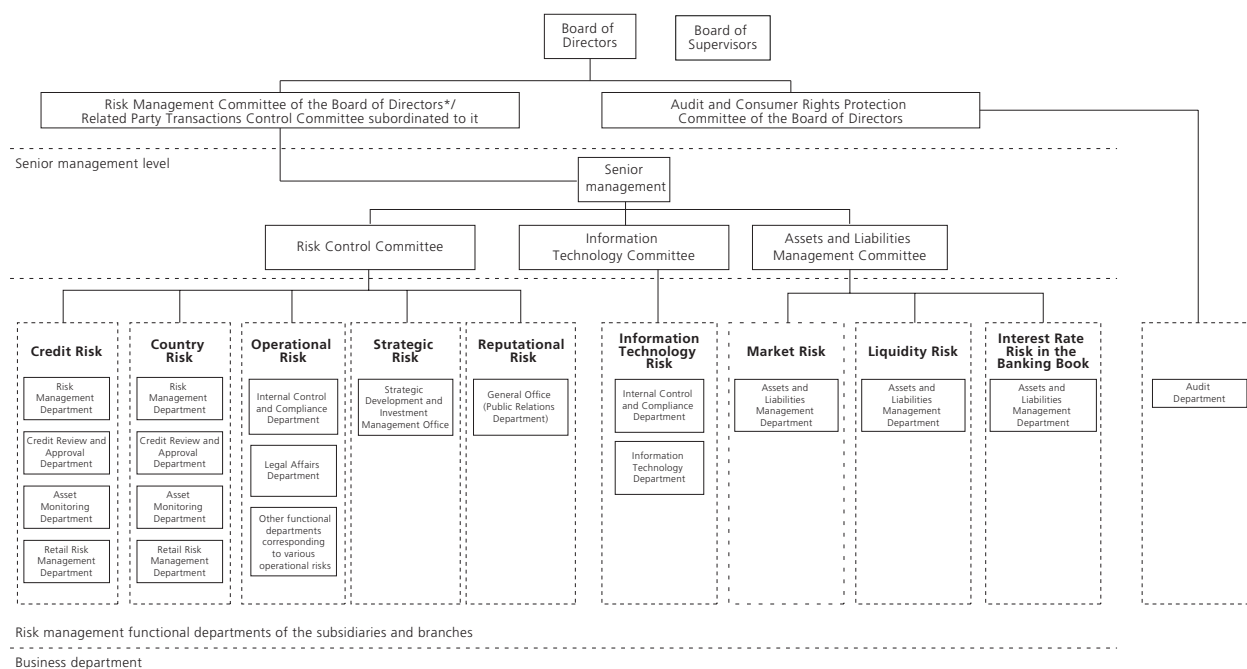 Board of
Directors
Board of
Supervisors
Risk Management Committee of the Board of Directors*/
Related Party Transactions Control Committee subordinated to it
Audit and Consumer Rights Protection
Committee of the Board of Directors
Senior management level
Senior
management
Risk Control Committee
Information
Technology Committee
Assets and Liabilities
Management Committee
Credit Risk
Risk
Management
Department
Credit Review and
Approval
Department
Asset
Monitoring
Department
Retail Risk
Management
Department
Country
Risk
Risk
Management
Department
Credit Review and
Approval
Department
Asset
Monitoring
Department
Retail Risk
Management
Department
Operational
Risk
Internal Control
and Compliance
Department
Legal Affairs
Department
Other functional
departments
corresponding
to various
operational risks
Strategic
Risk
Strategic
Development and
Investment
Management Office
Reputational
Risk
General Office
(Public Relations
Department)
Information
Technology
Risk
Internal Control
and Compliance
Department
Information
Technology
Department
Market Risk
Assets and
Liabilities
Management
Department
Liquidity Risk
Assets and
Liabilities
Management
Department
Interest Rate
Risk in the
Banking Book
Assets and
Liabilities
Management
Department
Audit
Department
Risk management functional departments of the subsidiaries and branches
Business department